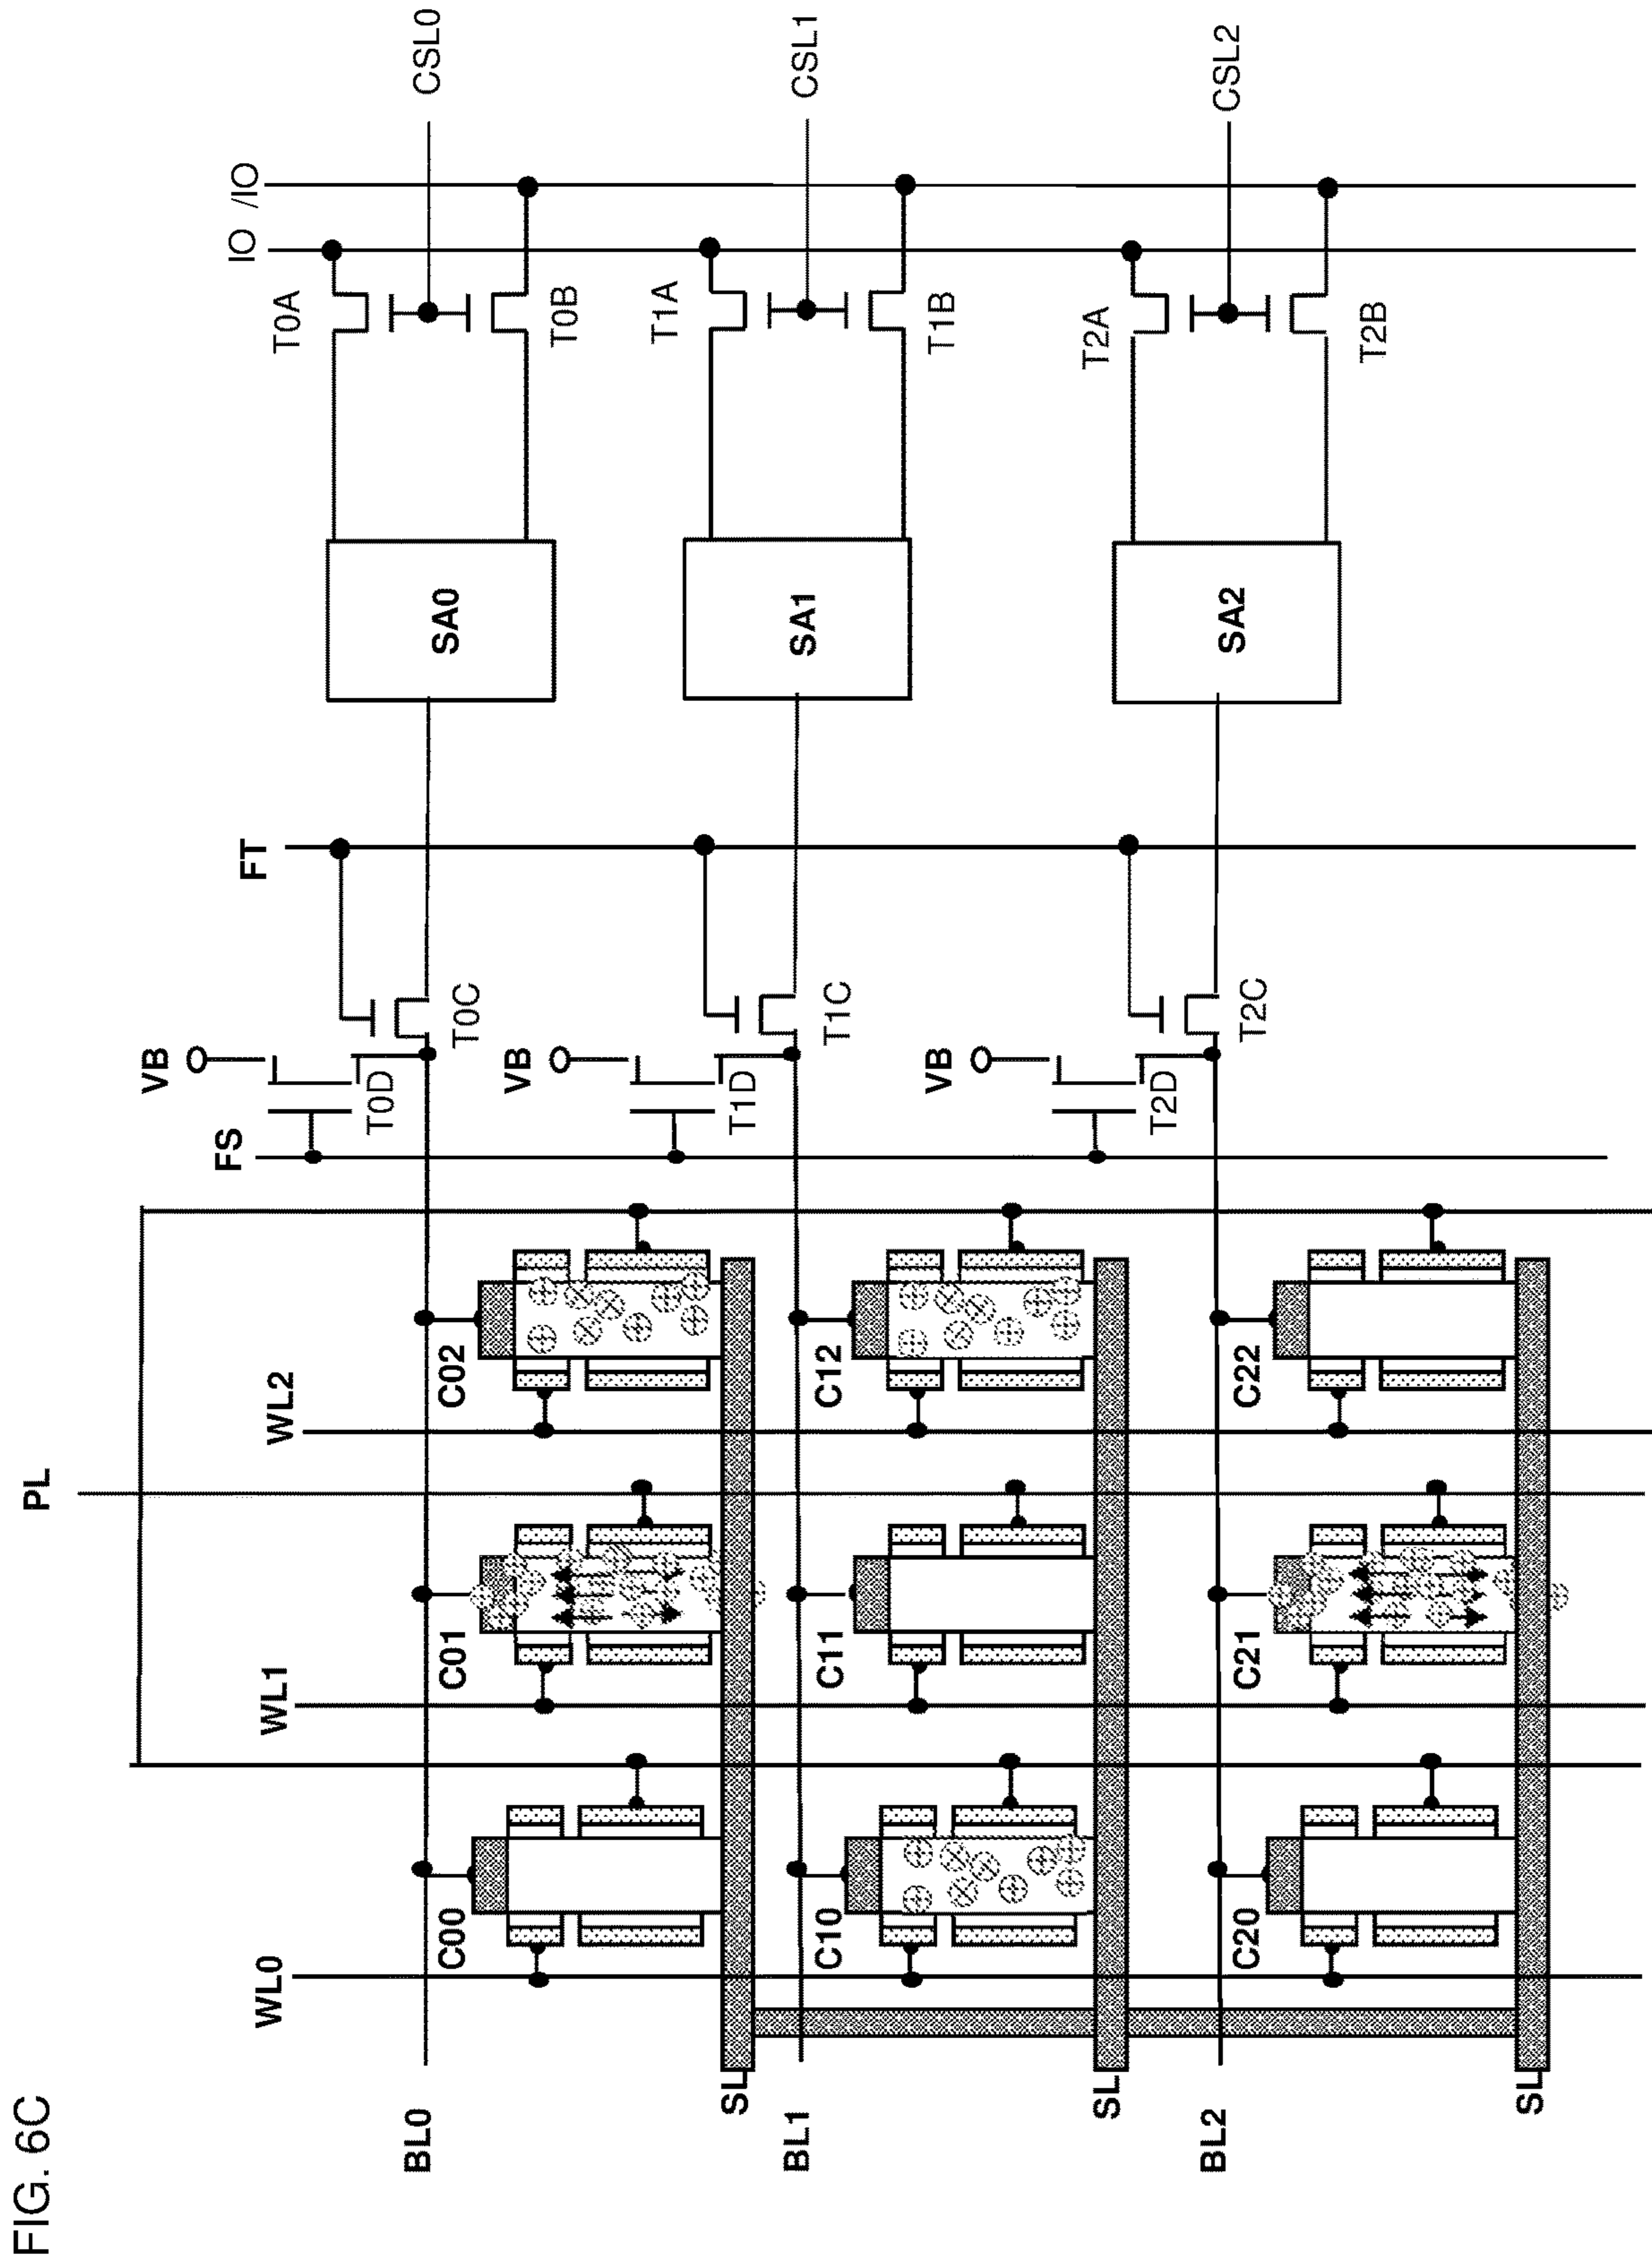 FIG. 6C
PL
WL0
WL1
WL2
FS
VB
VB
VB
FT
IO
/IO
BL0
C00
C01
C02
T0D
T0C
SA0
T0A
T0B
CSL0
SL
BL1
C10
C11
C12
T1D
T1C
SA1
T1A
T1B
CSL1
SL
BL2
C20
C21
C22
T2D
T2C
SA2
T2A
T2B
CSL2
SL